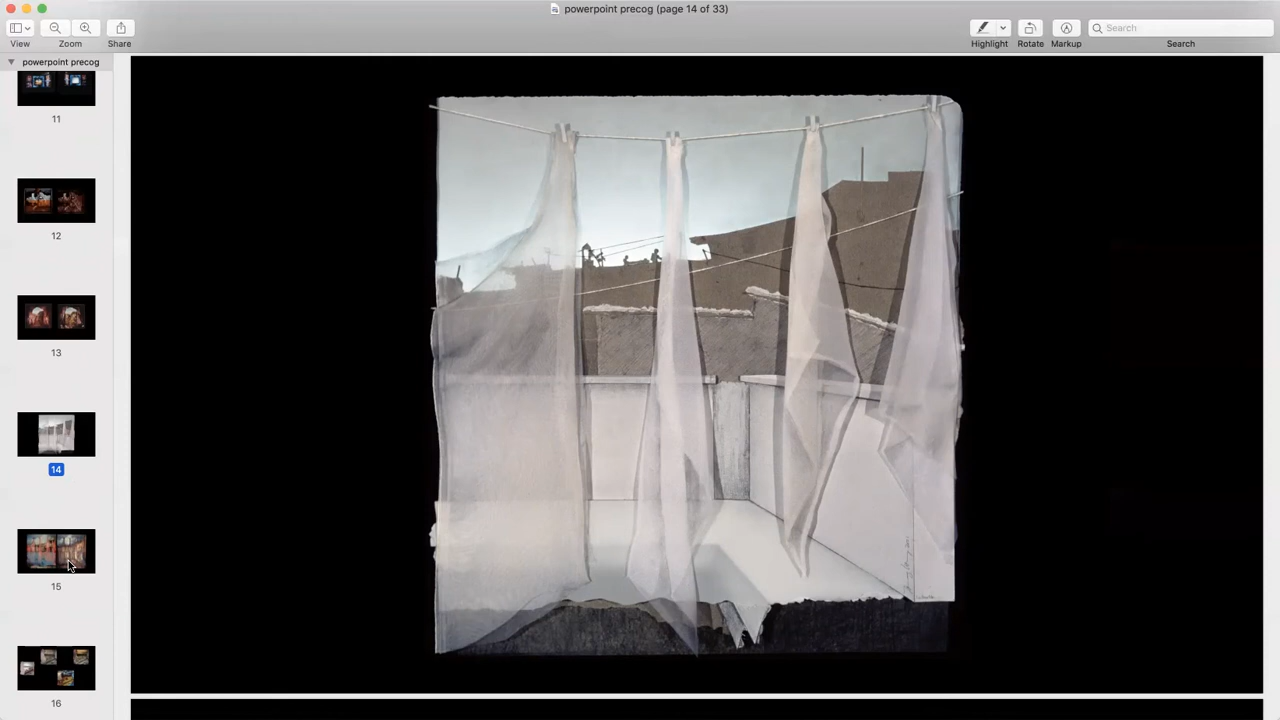 powerpoint precog (page 14 of 33)
View
Zoom
Share
Highlight
Rotate
Markup
Search
Search
powerpoint precog
11
12
13
14
15
16